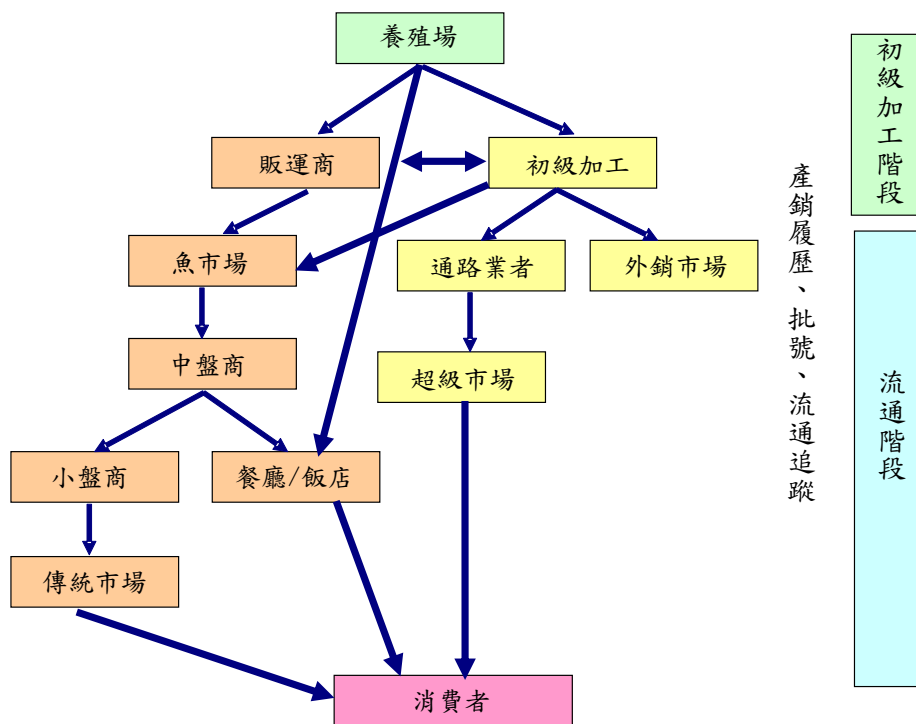 養殖場
販運商
初級加工
魚市場
通路業者
外銷市場
中盤商
超級市場
小盤商
餐廳/飯店
傳統市場
消費者
產銷履歷、批號、流通追蹤
初級加工階段
流通階段